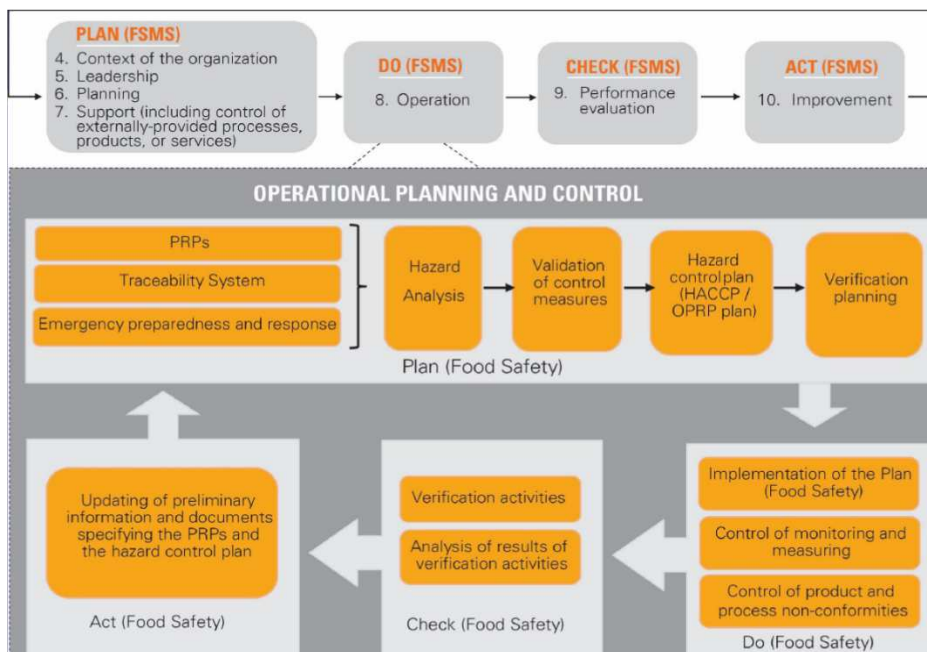 PLAN (FSMS)
4. Context of the organization
5. Leadership
6. Planning
7. Support (including control of
externally-provided processes,
products, or services)
DO (FSMS)
8. Operation
CHECK (FSMS)
9. Performance
evaluation
ACT (FSMS)
10. Improvement
OPERATIONAL PLANNING AND CONTROL
PRPs
Traceability System
Emergency preparedness and response
Hazard
Analysis
Validation
of control
measures
Hazard
control plan
(HACCP /
OPRP plan)
Verification
planning
Plan (Food Safety)
Updating of preliminary
information and documents
specifying the PRPs and
the hazard control plan
Act (Food Safety)
Verification activities
Analysis of results of
verification activities
Check (Food Safety)
Implementation of the Plan
(Food Safety)
Control of monitoring and
measuring
Control of product and
process non-conformities
Do (Food Safety)